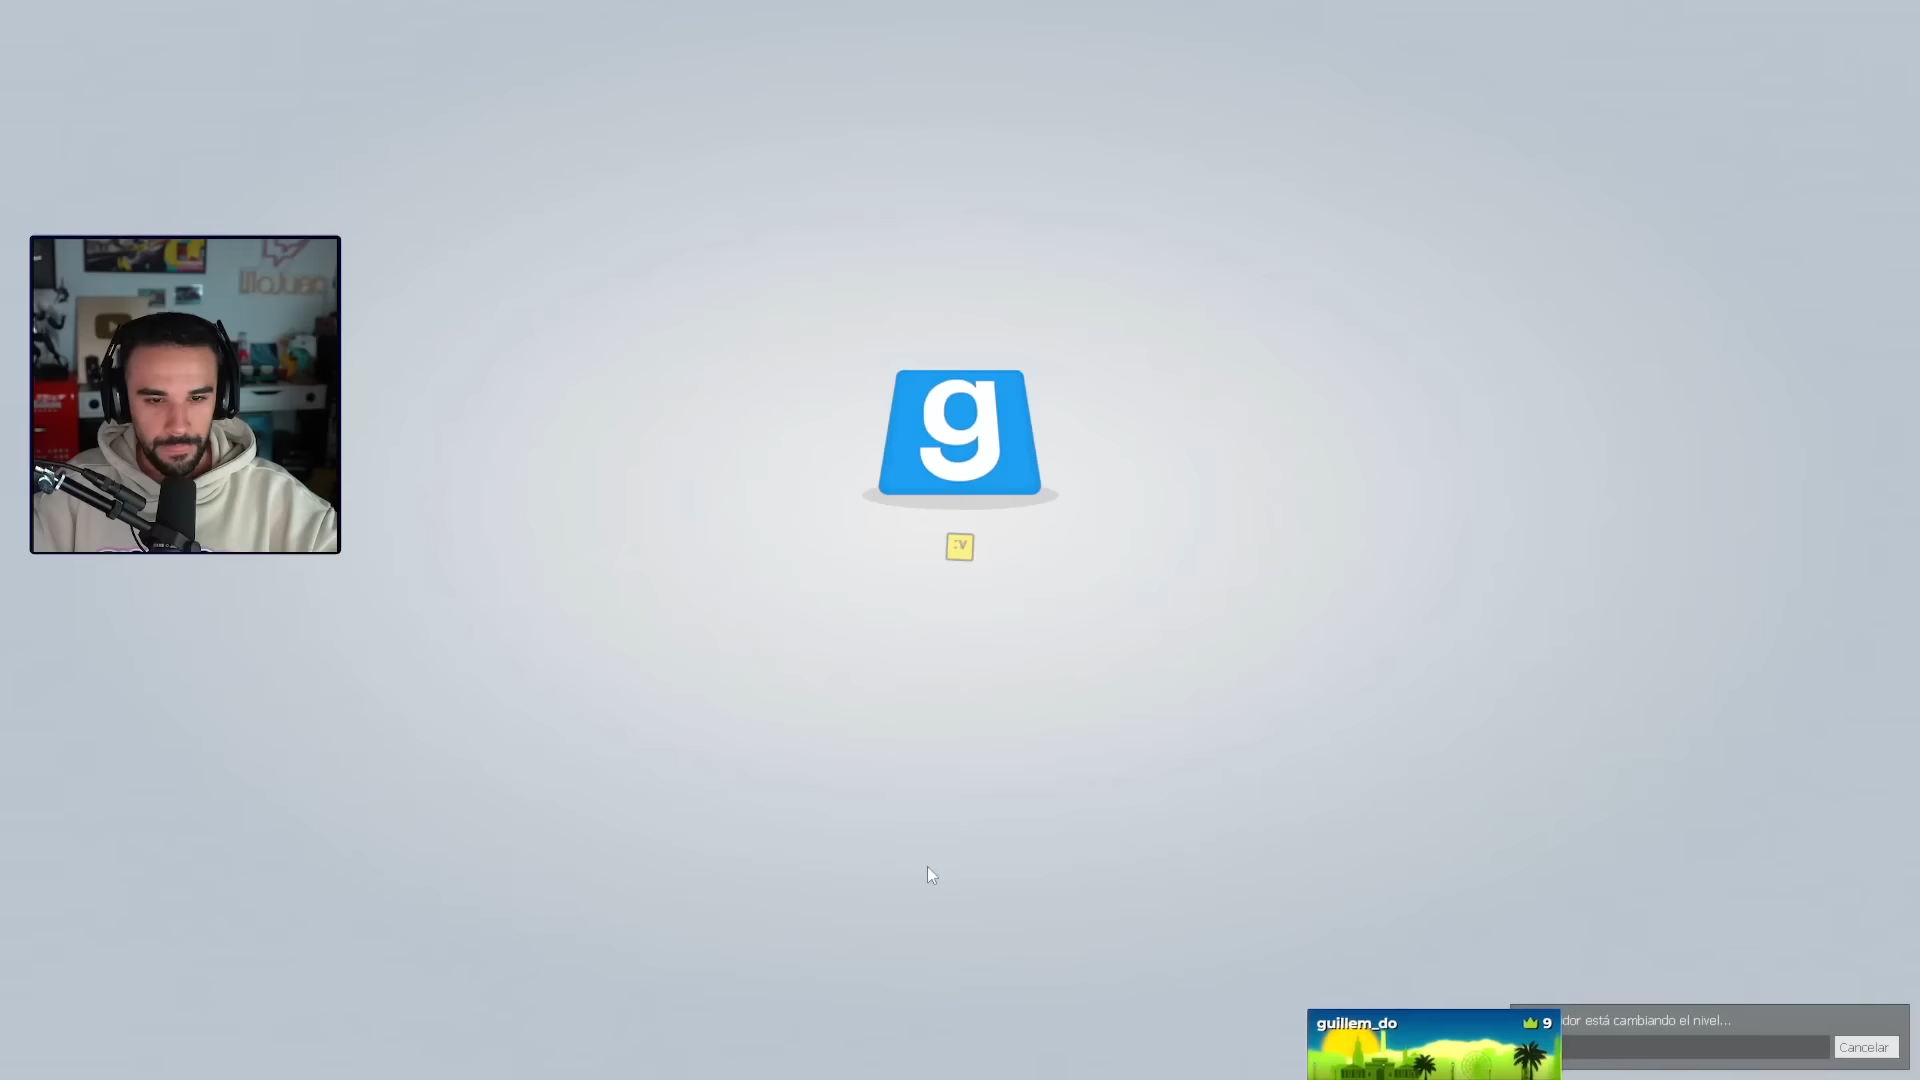 g
:v
guillem_do
9
dor está cambiando el nivel...
Cancelar